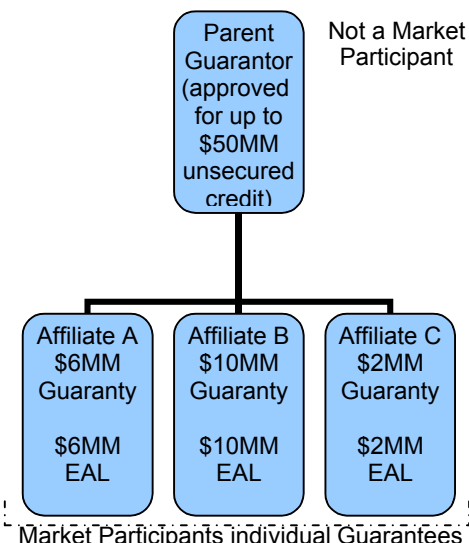 Parent
Guarantor
(approved
for up to
$50MM
unsecured
credit)
Not a Market
Participant
Affiliate A
$6MM
Guaranty
$6MM
EAL
Affiliate B
$10MM
Guaranty
$10MM
EAL
Affiliate C
$2MM
Guaranty
$2MM
EAL
Market Participants individual Guarantees